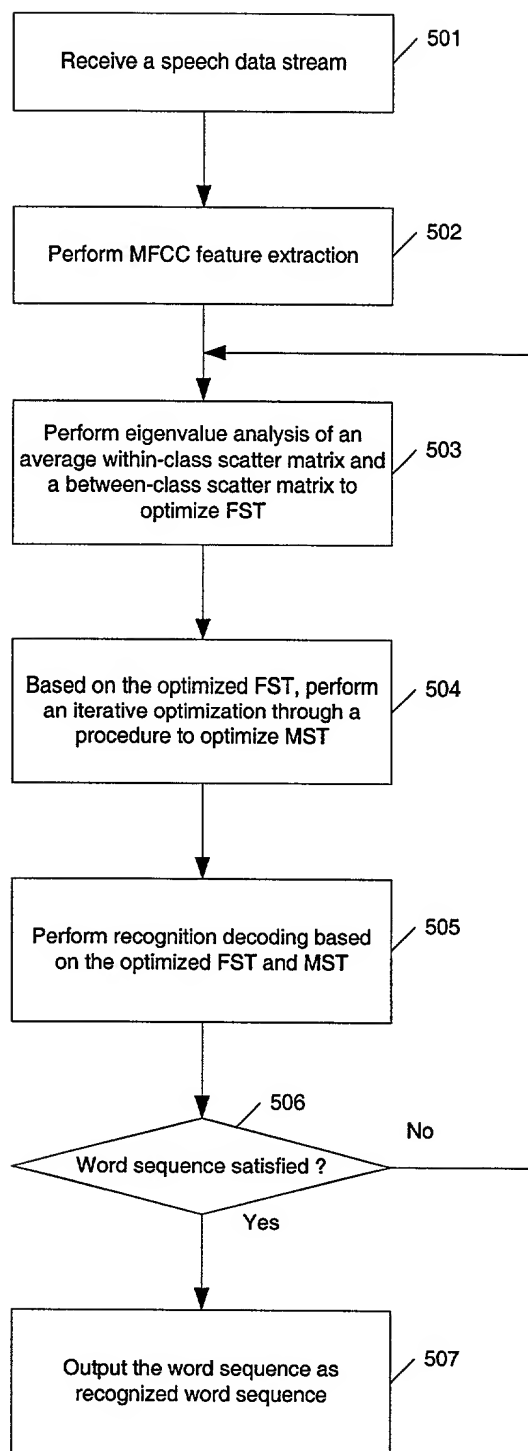 Receive a speech data stream
501
Perform MFCC feature extraction
502
Perform eigenvalue analysis of an
average within-class scatter matrix and
a between-class scatter matrix to
optimize FST
503
Based on the optimized FST, perform
an iterative optimization through a
procedure to optimize MST
504
Perform recognition decoding based
on the optimized FST and MST
505
506
Word sequence satisfied ?
No
Yes
Output the word sequence as
recognized word sequence
507